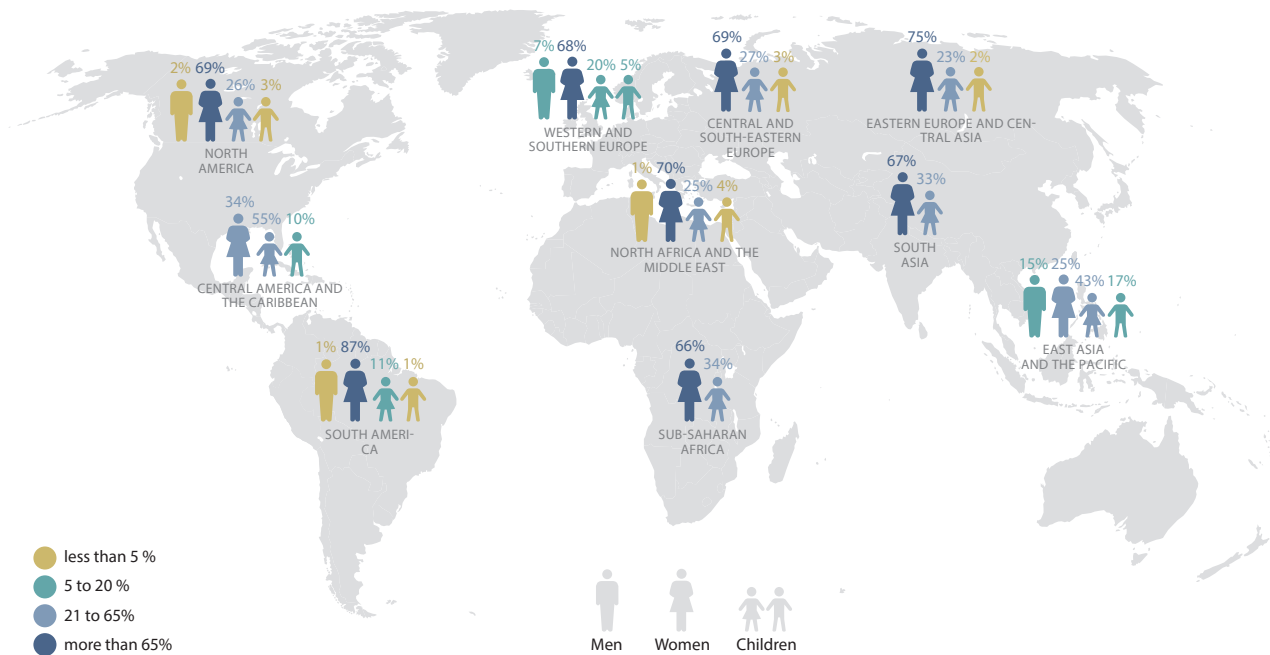 2% 69% 26% 3%
NORTH
AMERICA
7% 68% 20% 5%
WESTERN AND
SOUTHERN EUROPE
69% 27% 3%
CENTRAL AND
SOUTH-EASTERN
EUROPE
75% 23% 2%
EASTERN EUROPE AND CEN-
TRAL ASIA
34% 55% 10%
CENTRAL AMERICA AND
THE CARIBBEAN
1% 70% 25% 4%
NORTH AFRICA AND THE
MIDDLE EAST
67% 33%
SOUTH
ASIA
15% 25% 43% 17%
EAST ASIA
AND THE PACIFIC
1% 87% 11% 1%
SOUTH AMERI-
CA
66% 34%
SUB-SAHARAN
AFRICA
less than 5 %
5 to 20 %
21 to 65%
more than 65%
Men Women Children